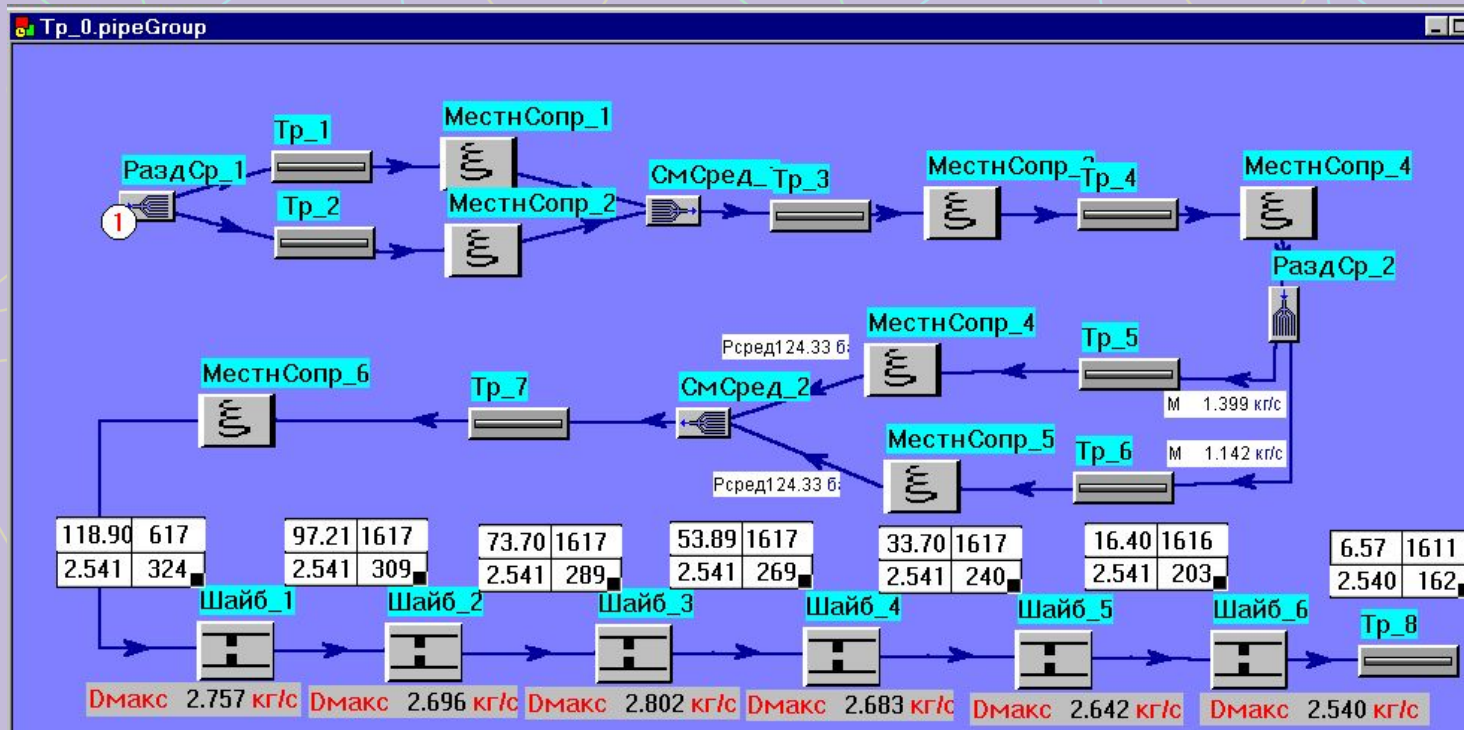 Тр_0.pipeGroup
МестнСопр_1
Тр_1
РаздСр_1
1
Тр_2
МестнСопр_2
СмСред_
Тр_3
МестнСопр_
Тр_4
МестнСопр_4
РаздСр_2
МестнСопр_4
Тр_5
Рсред124.33
М 1.399 кг/с
СмСред_2
Тр_7
МестнСопр_6
МестнСопр_5
Тр_6
М 1.142 кг/с
Рсред124.33
118.90 617
2.541 324
97.21 1617
2.541 309
73.70 1617
2.541 289
53.89 1617
2.541 269
33.70 1617
2.541 240
16.40 1616
2.541 203
6.57 1611
2.540 162
Шайб_1
Шайб_2
Шайб_3
Шайб_4
Шайб_5
Шайб_6
Тр_8
Dмакс 2.757 кг/с
Dмакс 2.696 кг/с
Dмакс 2.802 кг/с
Dмакс 2.683 кг/с
Dмакс 2.642 кг/с
Dмакс 2.540 кг/с